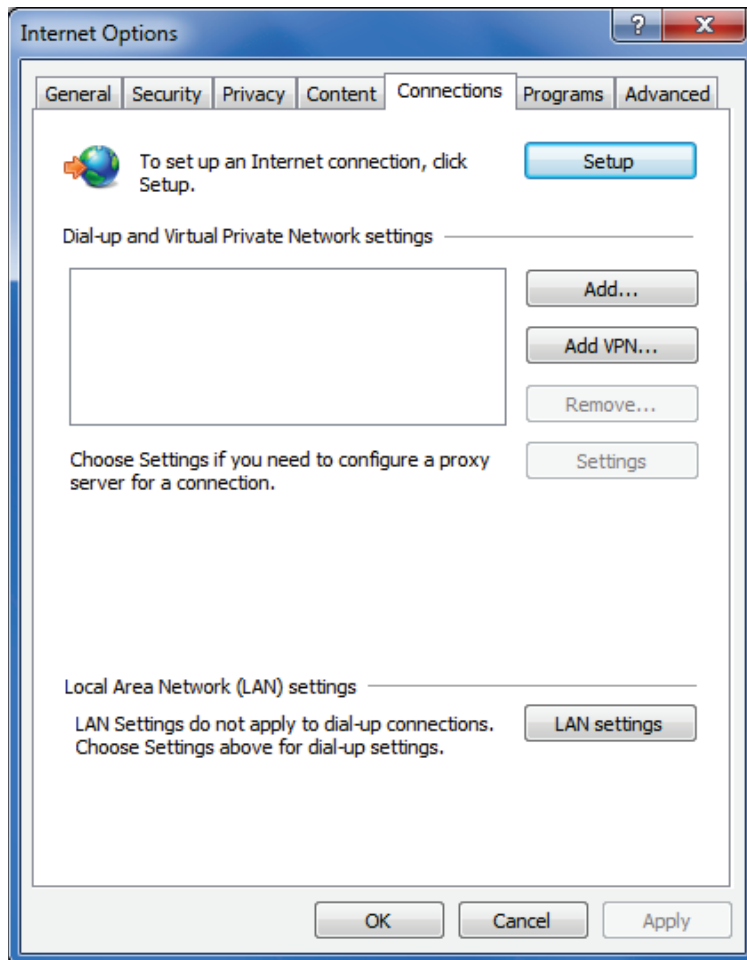 Internet Options
?
X
General Security Privacy Content Connections Programs Advanced
To set up an Internet connection, click
Setup.
Setup
Dial-up and Virtual Private Network settings
Add...
Add VPN...
Remove...
Choose Settings if you need to configure a proxy
server for a connection.
Settings
Local Area Network (LAN) settings
LAN Settings do not apply to dial-up connections.
Choose Settings above for dial-up settings.
LAN settings
OK Cancel Apply